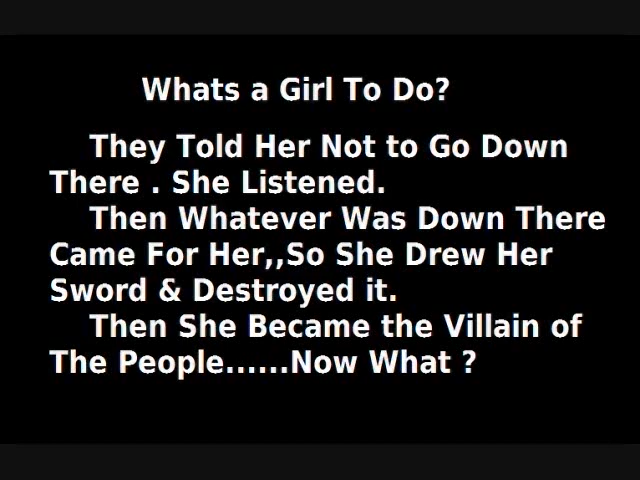 Whats a Girl To Do?
They Told Her Not to Go Down
There . She Listened.
Then Whatever Was Down There
Came For Her,,So She Drew Her
Sword & Destroyed it.
Then She Became the Villain of
The People......Now What ?